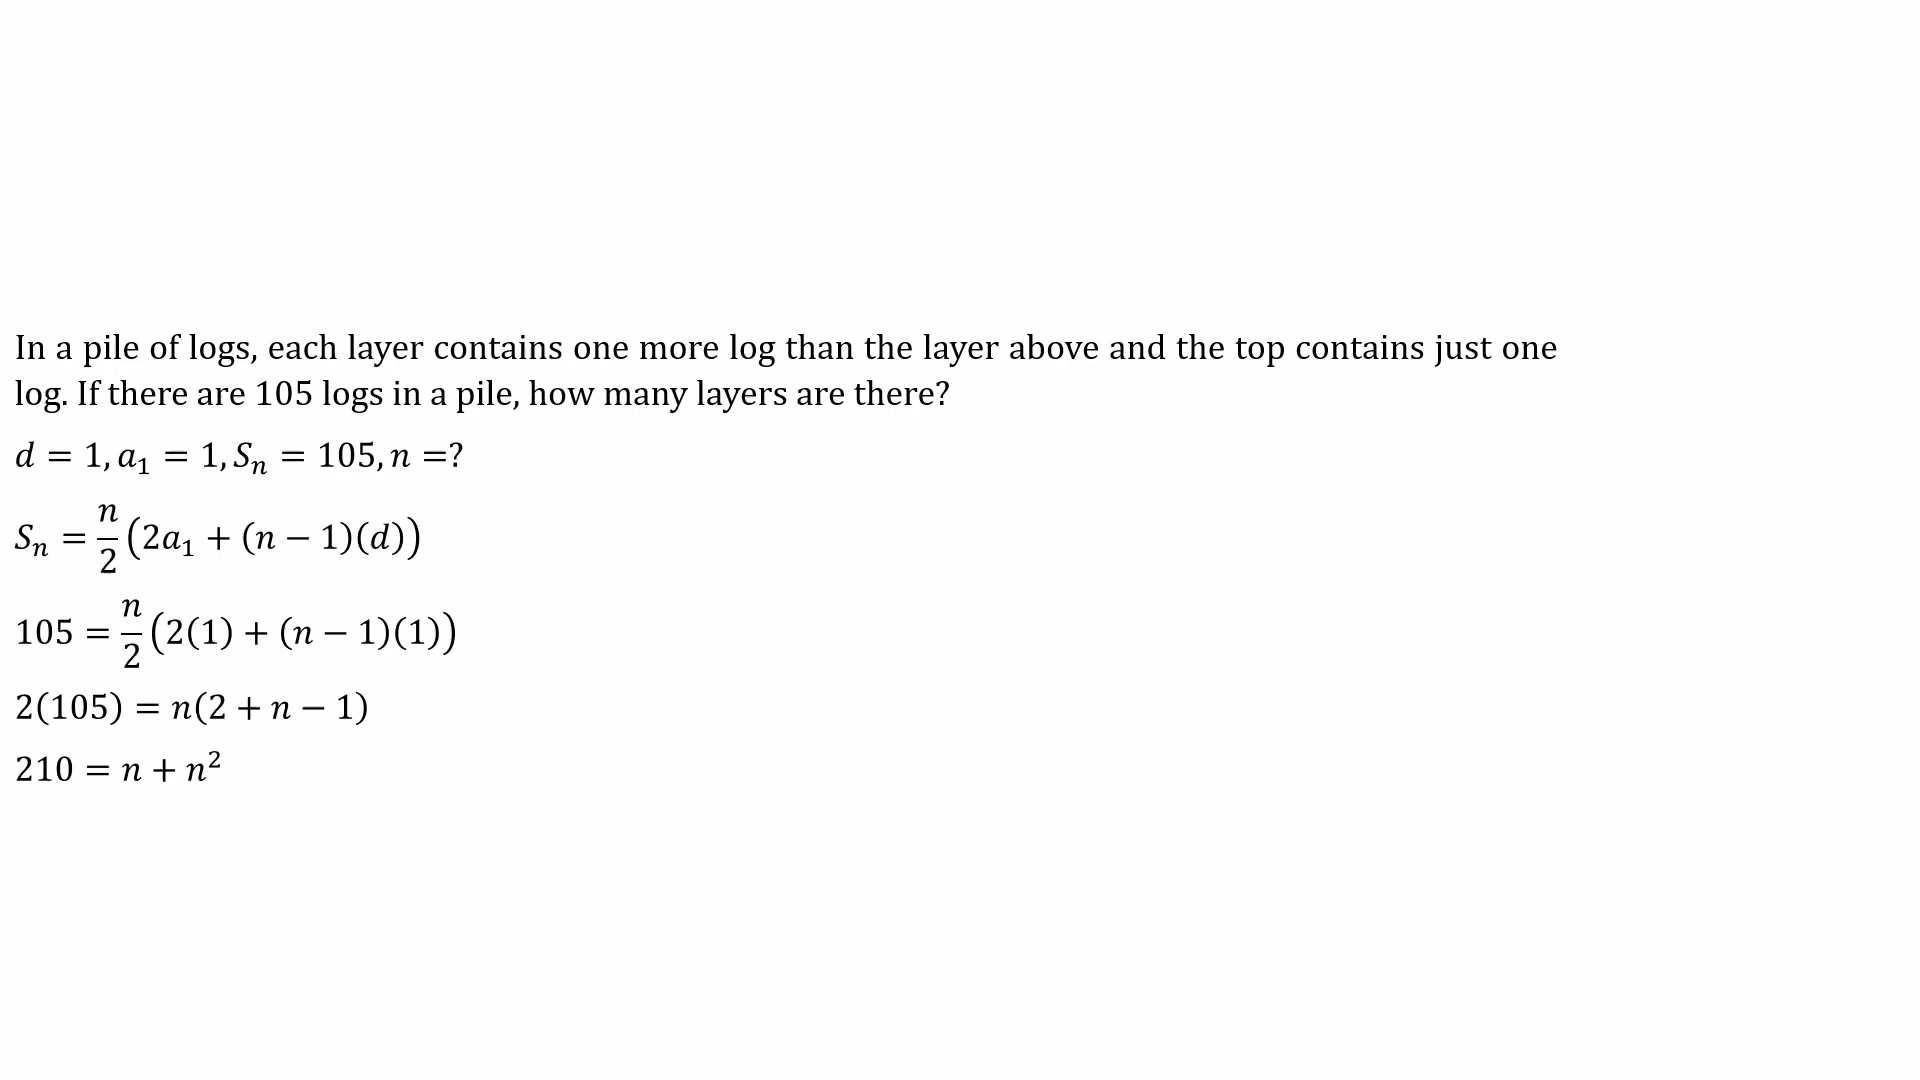 In a pile of logs, each layer contains one more log than the layer above and the top contains just one
log. If there are 105 logs in a pile, how many layers are there?
d = 1, a₁ = 1, Sₙ = 105, n =?
Sₙ = n/2 (2a₁ + (n − 1)(d))
105 = n/2 (2(1) + (n − 1)(1))
2(105) = n(2 + n − 1)
210 = n + n²